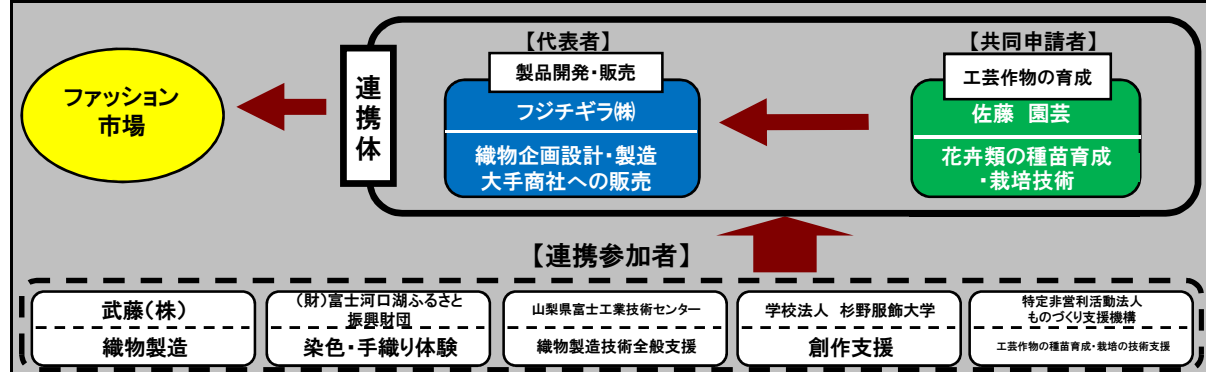 【代表者】
【共同申請者】
製品開発・販売
工芸作物の育成
ファッション
市場
連携体
フジチギラ㈱
織物企画設計・製造
大手商社への販売
佐藤 園芸
花卉類の種苗育成
・栽培技術
【連携参加者】
武藤(株)
織物製造
(財)富士河口湖ふるさと
振興財団
染色・手織り体験
山梨県富士工業技術センター
織物製造技術全般支援
学校法人 杉野服飾大学
創作支援
特定非営利活動法人
ものづくり支援機構
工芸作物の種苗育成・栽培の技術支援